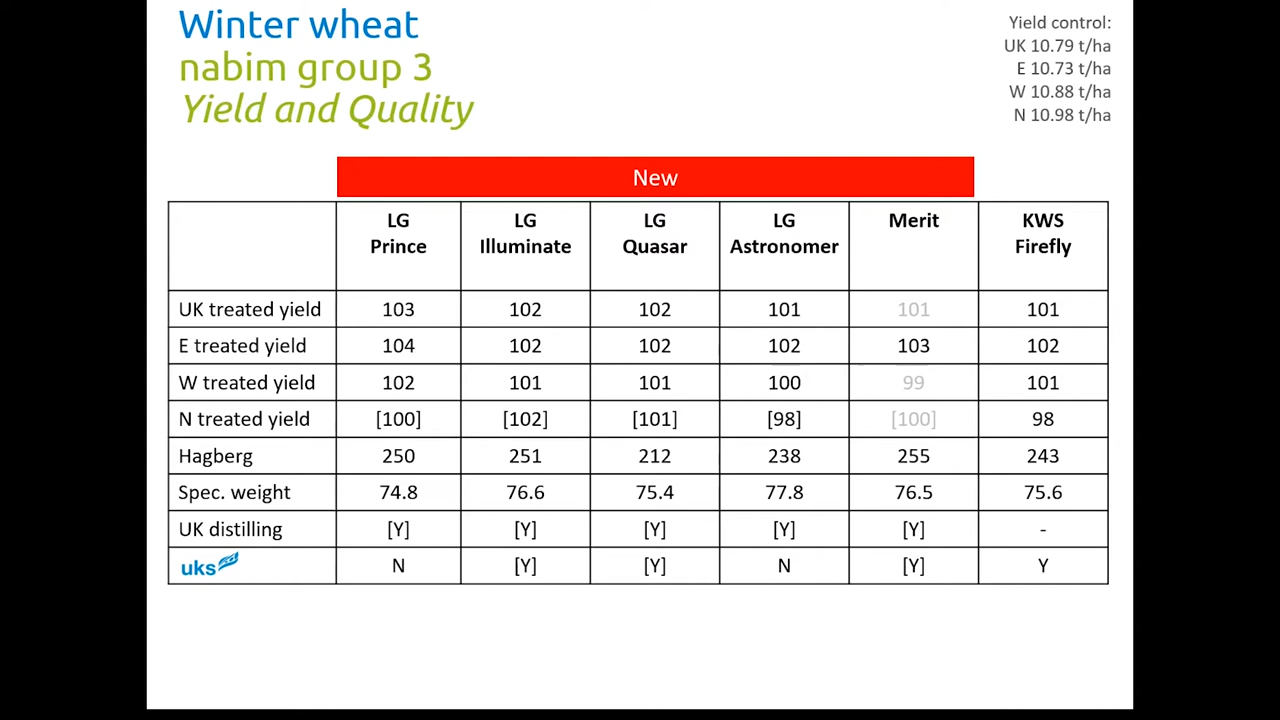 Winter wheat
nabim group 3
Yield and Quality
Yield control:
UK 10.79 t/ha
E 10.73 t/ha
W 10.88 t/ha
N 10.98 t/ha
New
LG Prince LG Illuminate LG Quasar LG Astronomer Merit KWS Firefly
UK treated yield 103 102 102 101 101 101
E treated yield 104 102 102 102 103 102
W treated yield 102 101 101 100 99 101
N treated yield [100] [102] [101] [98] [100] 98
Hagberg 250 251 212 238 255 243
Spec. weight 74.8 76.6 75.4 77.8 76.5 75.6
UK distilling [Y] [Y] [Y] [Y] [Y] -
uks N [Y] [Y] N [Y] Y